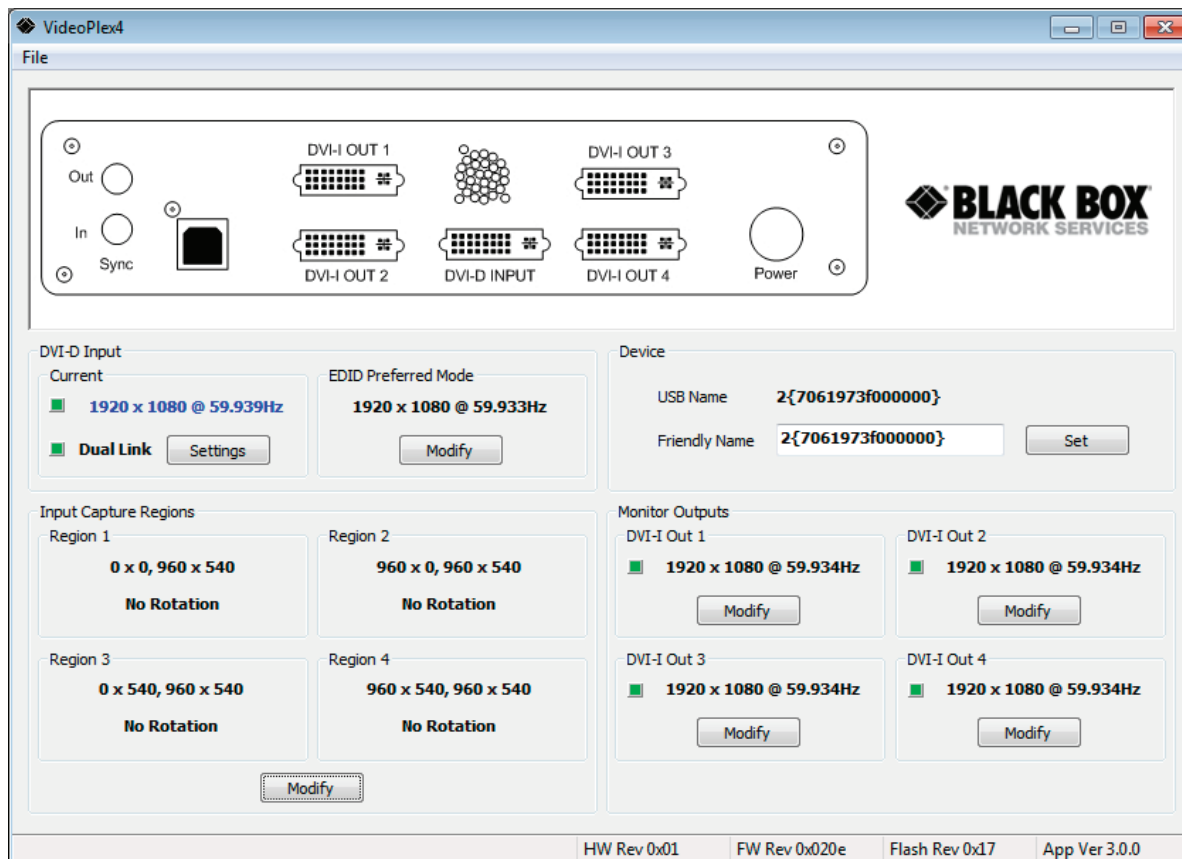 VideoPlex4
File
Out
In
Sync
DVI-I OUT 1
DVI-I OUT 2
DVI-D INPUT
DVI-I OUT 3
DVI-I OUT 4
Power
BLACK BOX
NETWORK SERVICES
DVI-D Input
Current
1920 x 1080 @ 59.939Hz
Dual Link
Settings
EDID Preferred Mode
1920 x 1080 @ 59.933Hz
Modify
Device
USB Name
2{7061973f000000}
Friendly Name
2{7061973f000000}
Set
Input Capture Regions
Region 1
0 x 0, 960 x 540
No Rotation
Region 2
960 x 0, 960 x 540
No Rotation
Region 3
0 x 540, 960 x 540
No Rotation
Region 4
960 x 540, 960 x 540
No Rotation
Modify
Monitor Outputs
DVI-I Out 1
1920 x 1080 @ 59.934Hz
Modify
DVI-I Out 2
1920 x 1080 @ 59.934Hz
Modify
DVI-I Out 3
1920 x 1080 @ 59.934Hz
Modify
DVI-I Out 4
1920 x 1080 @ 59.934Hz
Modify
HW Rev 0x01
FW Rev 0x020e
Flash Rev 0x17
App Ver 3.0.0